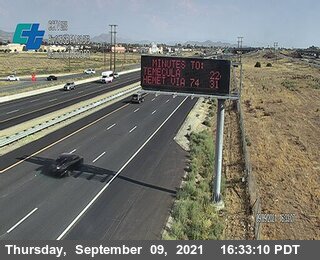 MINUTES TO:
TEMECULA 22
HEMET VIA 74 31
Thursday, September 09, 2021 16:33:10 PDT